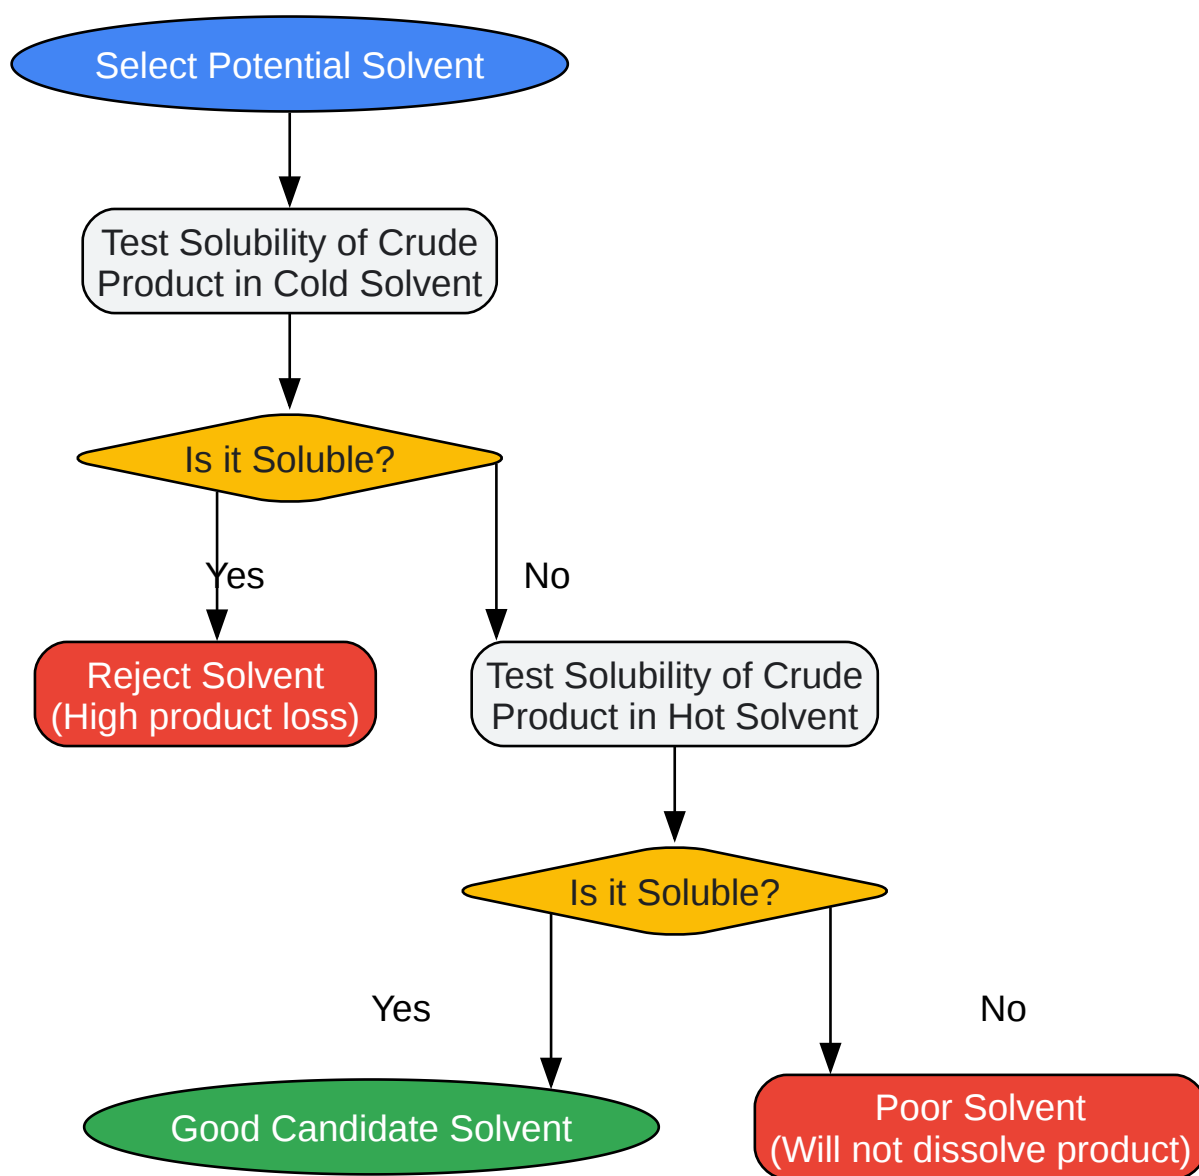 Select Potential Solvent
Test Solubility of Crude
Product in Cold Solvent
Is it Soluble?
Yes
No
Reject Solvent
(High product loss)
Test Solubility of Crude
Product in Hot Solvent
Is it Soluble?
Yes
No
Good Candidate Solvent
Poor Solvent
(Will not dissolve product)